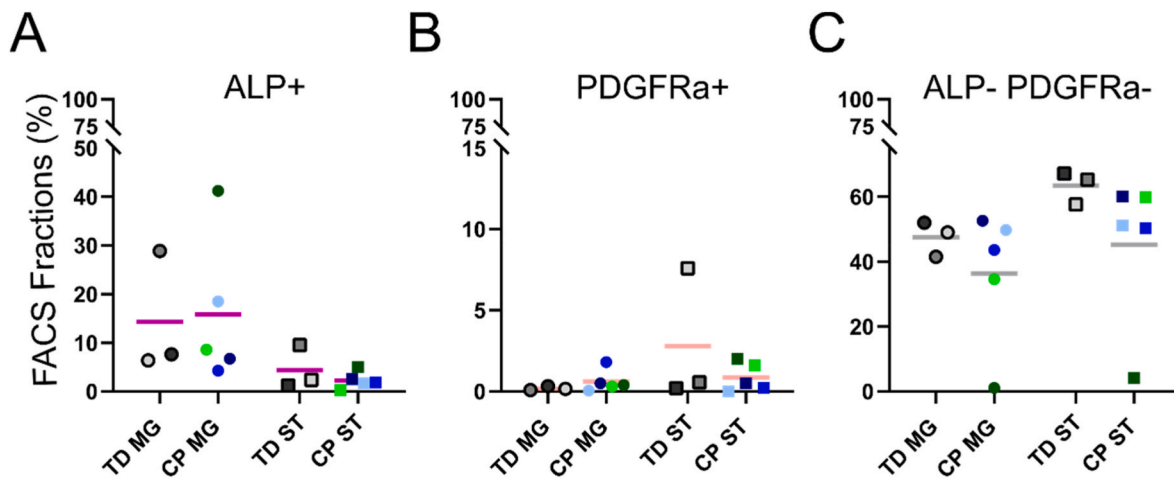 A
B
C
ALP+
PDGFRa+
ALP- PDGFRa-
FACS Fractions (%)
100
75
50
40
30
20
10
0
TD MG
CP MG
TD ST
CP ST
100
75
15
10
5
0
TD MG
CP MG
TD ST
CP ST
100
75
60
40
20
0
TD MG
CP MG
TD ST
CP ST